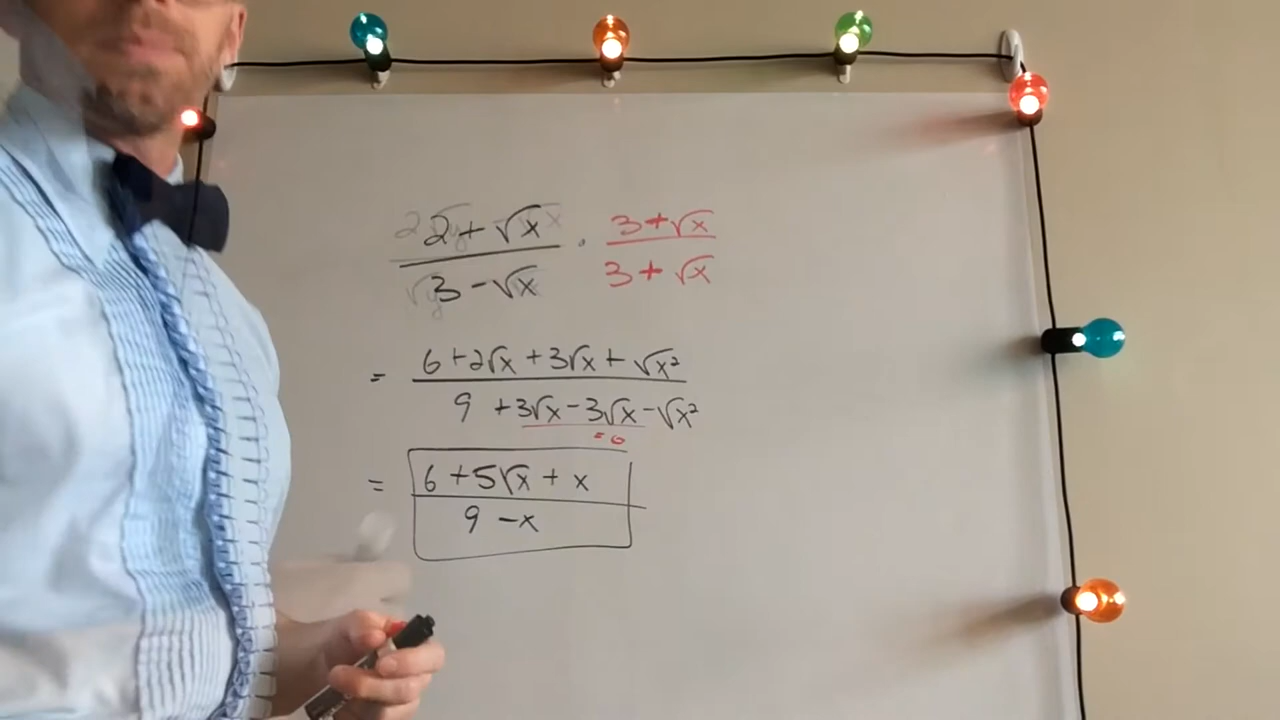 2 + √x / 3 - √x · 3 + √x / 3 + √x
= 6 + 2√x + 3√x + √x² / 9 + 3√x - 3√x - √x²
= 0
= 6 + 5√x + x / 9 - x